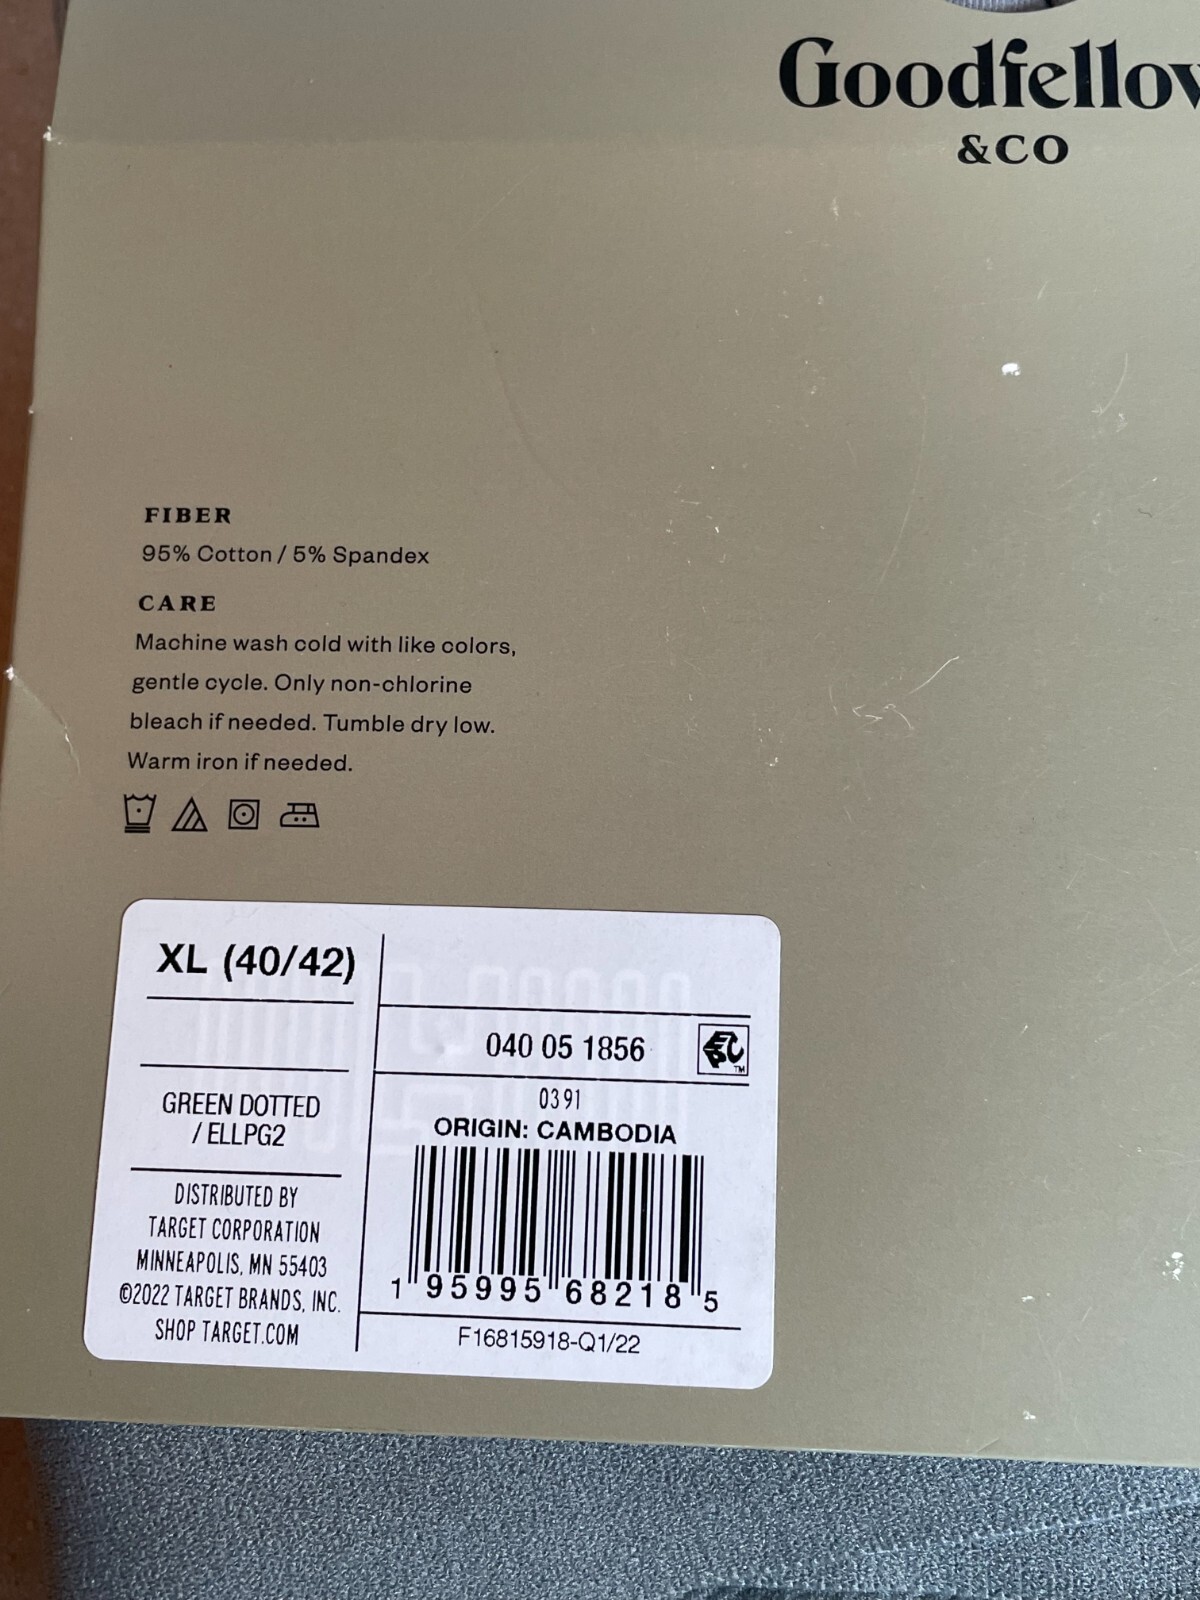 Goodfellow
&CO
FIBER
95% Cotton / 5% Spandex
CARE
Machine wash cold with like colors,
gentle cycle. Only non-chlorine
bleach if needed. Tumble dry low.
Warm iron if needed.
XL (40/42)
040 05 1856
EPC
TM
GREEN DOTTED
/ ELLPG2
0391
ORIGIN: CAMBODIA
DISTRIBUTED BY
TARGET CORPORATION
MINNEAPOLIS, MN 55403
©2022 TARGET BRANDS, INC.
SHOP TARGET.COM
1 95995 68218 5
F16815918-Q1/22